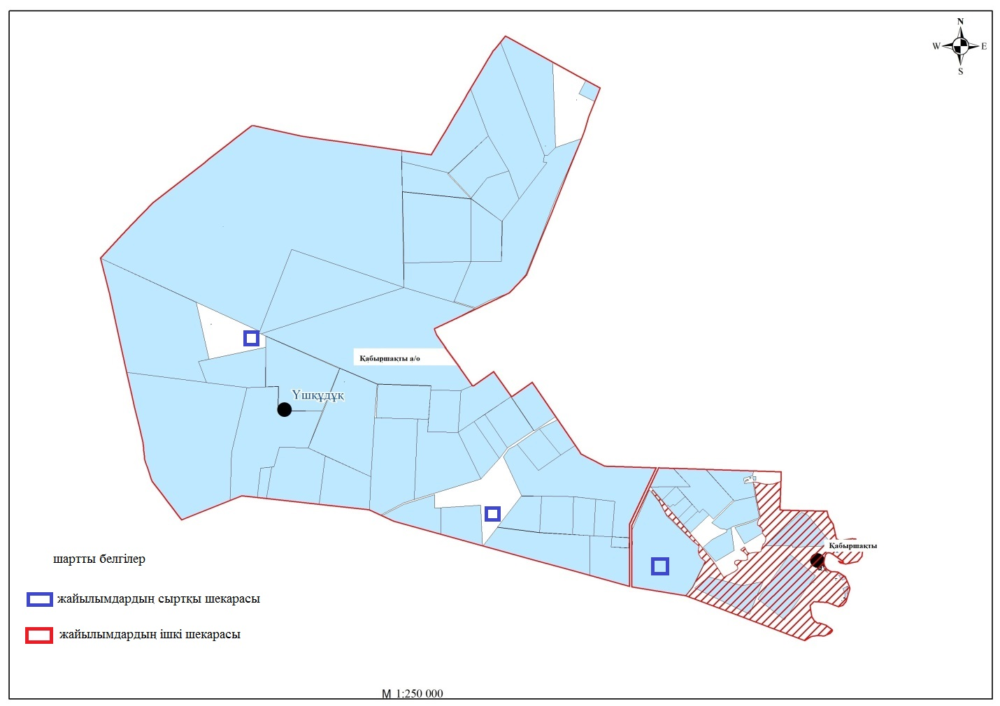 N
W E
S
Қабыршақты а/о
Үшқұдұқ
Қабыршақты
шартты белгілер
жайылымдардың сыртқы шекарасы
жайылымдардың ішкі шекарасы
М 1:250 000